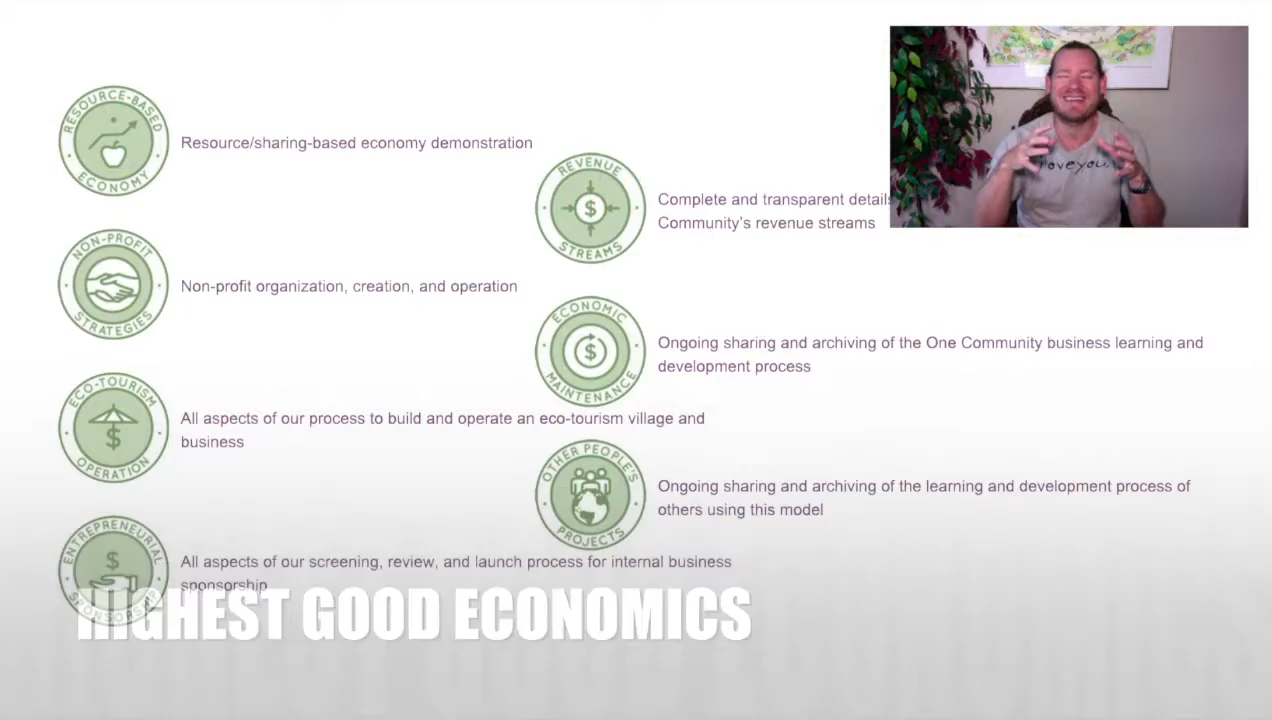 RESOURCE-BASED
ECONOMY
Resource/sharing-based economy demonstration
REVENUE
STREAMS
Complete and transparent details
Community's revenue streams
NON-PROFIT
STRATEGIES
Non-profit organization, creation, and operation
ECONOMIC
MAINTENANCE
Ongoing sharing and archiving of the One Community business learning and
development process
ECO-TOURISM
OPERATION
All aspects of our process to build and operate an eco-tourism village and
business
OTHER PEOPLE'S
PROJECTS
Ongoing sharing and archiving of the learning and development process of
others using this model
ENTREPRENEURIAL
SPONSORSHIP
All aspects of our screening, review, and launch process for internal business
sponsorship
HIGHEST GOOD ECONOMICS